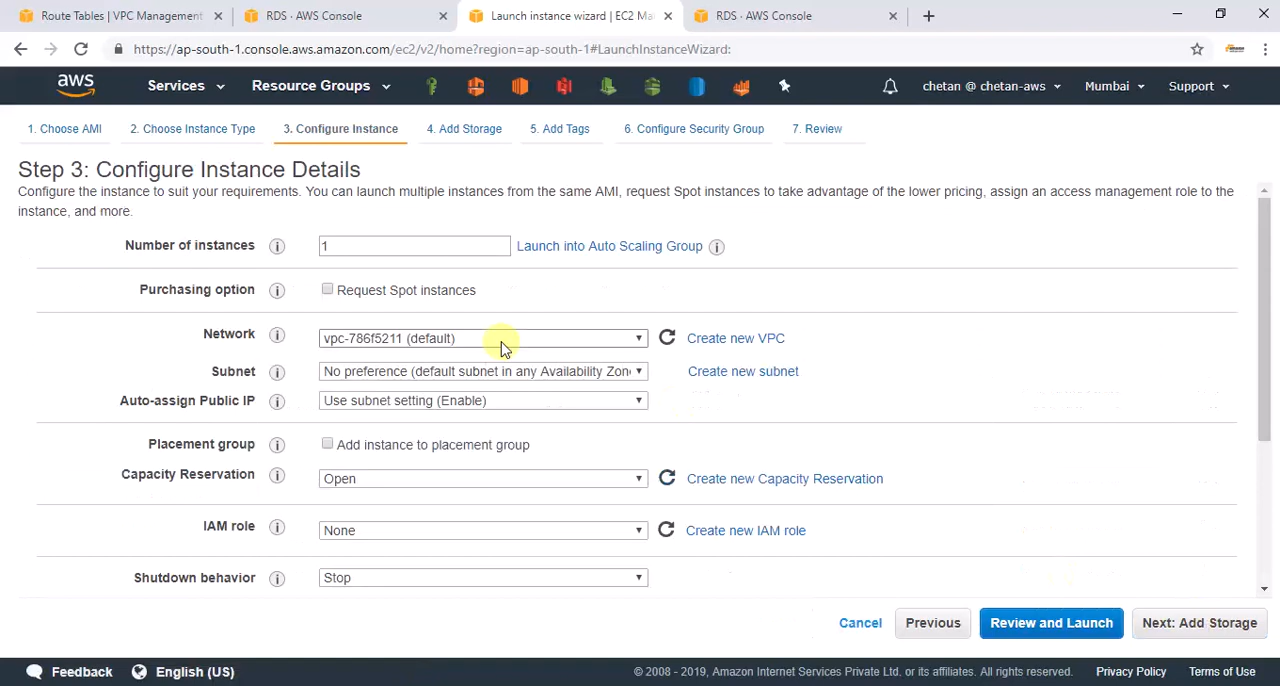 Route Tables | VPC Management
RDS · AWS Console
Launch instance wizard | EC2 Ma
RDS · AWS Console
https://ap-south-1.console.aws.amazon.com/ec2/v2/home?region=ap-south-1#LaunchInstanceWizard:
aws Services Resource Groups chetan @ chetan-aws Mumbai Support
1. Choose AMI 2. Choose Instance Type 3. Configure Instance 4. Add Storage 5. Add Tags 6. Configure Security Group 7. Review
Step 3: Configure Instance Details
Configure the instance to suit your requirements. You can launch multiple instances from the same AMI, request Spot instances to take advantage of the lower pricing, assign an access management role to the
instance, and more.
Number of instances 1 Launch into Auto Scaling Group
Purchasing option Request Spot instances
Network vpc-786f5211 (default) Create new VPC
Subnet No preference (default subnet in any Availability Zon Create new subnet
Auto-assign Public IP Use subnet setting (Enable)
Placement group Add instance to placement group
Capacity Reservation Open Create new Capacity Reservation
IAM role None Create new IAM role
Shutdown behavior Stop
Cancel Previous Review and Launch Next: Add Storage
Feedback English (US) © 2008 - 2019, Amazon Internet Services Private Ltd. or its affiliates. All rights reserved. Privacy Policy Terms of Use